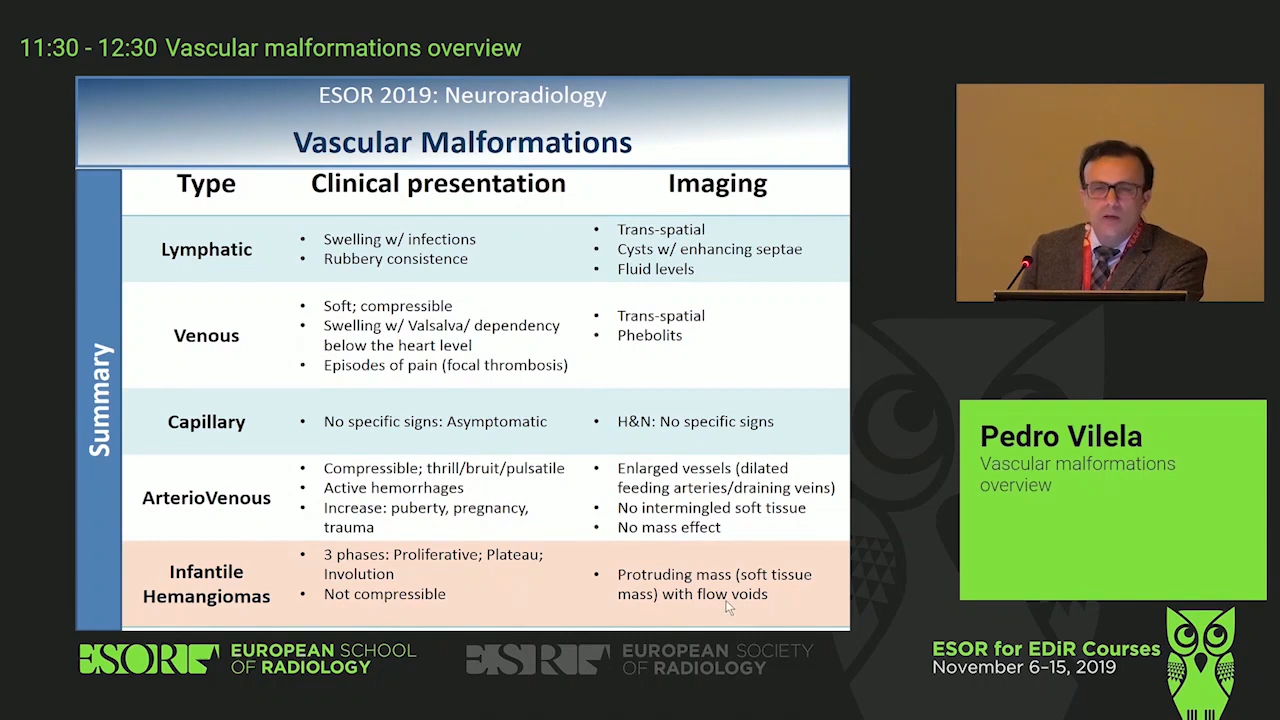 11:30 - 12:30 Vascular malformations overview
ESOR 2019: Neuroradiology
Vascular Malformations
Summary
Type
Clinical presentation
Imaging
Lymphatic
• Swelling w/ infections
• Rubbery consistence
• Trans-spatial
• Cysts w/ enhancing septae
• Fluid levels
Venous
• Soft; compressible
• Swelling w/ Valsalva/ dependency
below the heart level
• Episodes of pain (focal thrombosis)
• Trans-spatial
• Phebolits
Capillary
• No specific signs: Asymptomatic
• H&N: No specific signs
ArterioVenous
• Compressible; thrill/bruit/pulsatile
• Active hemorrhages
• Increase: puberty, pregnancy,
trauma
• Enlarged vessels (dilated
feeding arteries/draining veins)
• No intermingled soft tissue
• No mass effect
Infantile
Hemangiomas
• 3 phases: Proliferative; Plateau;
Involution
• Not compressible
• Protruding mass (soft tissue
mass) with flow voids
Pedro Vilela
Vascular malformations
overview
ESOR
EUROPEAN SCHOOL
OF RADIOLOGY
ESR
EUROPEAN SOCIETY
OF RADIOLOGY
ESOR for EDiR Courses
November 6–15, 2019